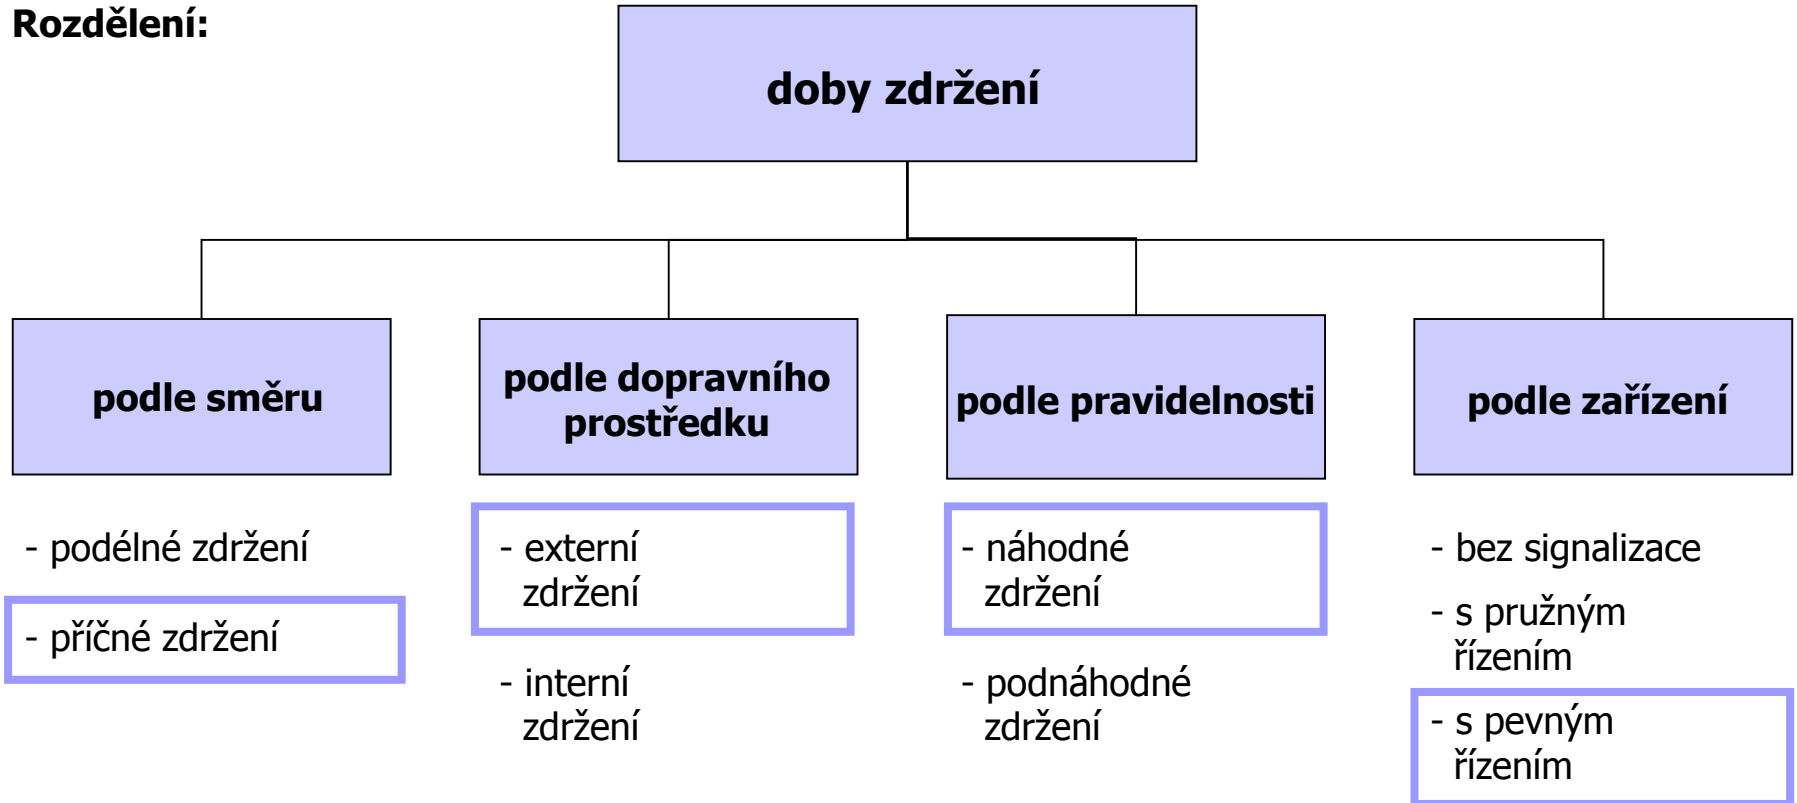 Rozdělení:
doby zdržení
podle směru
podle dopravního
prostředku
podle pravidelnosti
podle zařízení
- podélné zdržení
- příčné zdržení
- externí
zdržení
- interní
zdržení
- náhodné
zdržení
- podnáhodné
zdržení
- bez signalizace
- s pružným
řízením
- s pevným
řízením